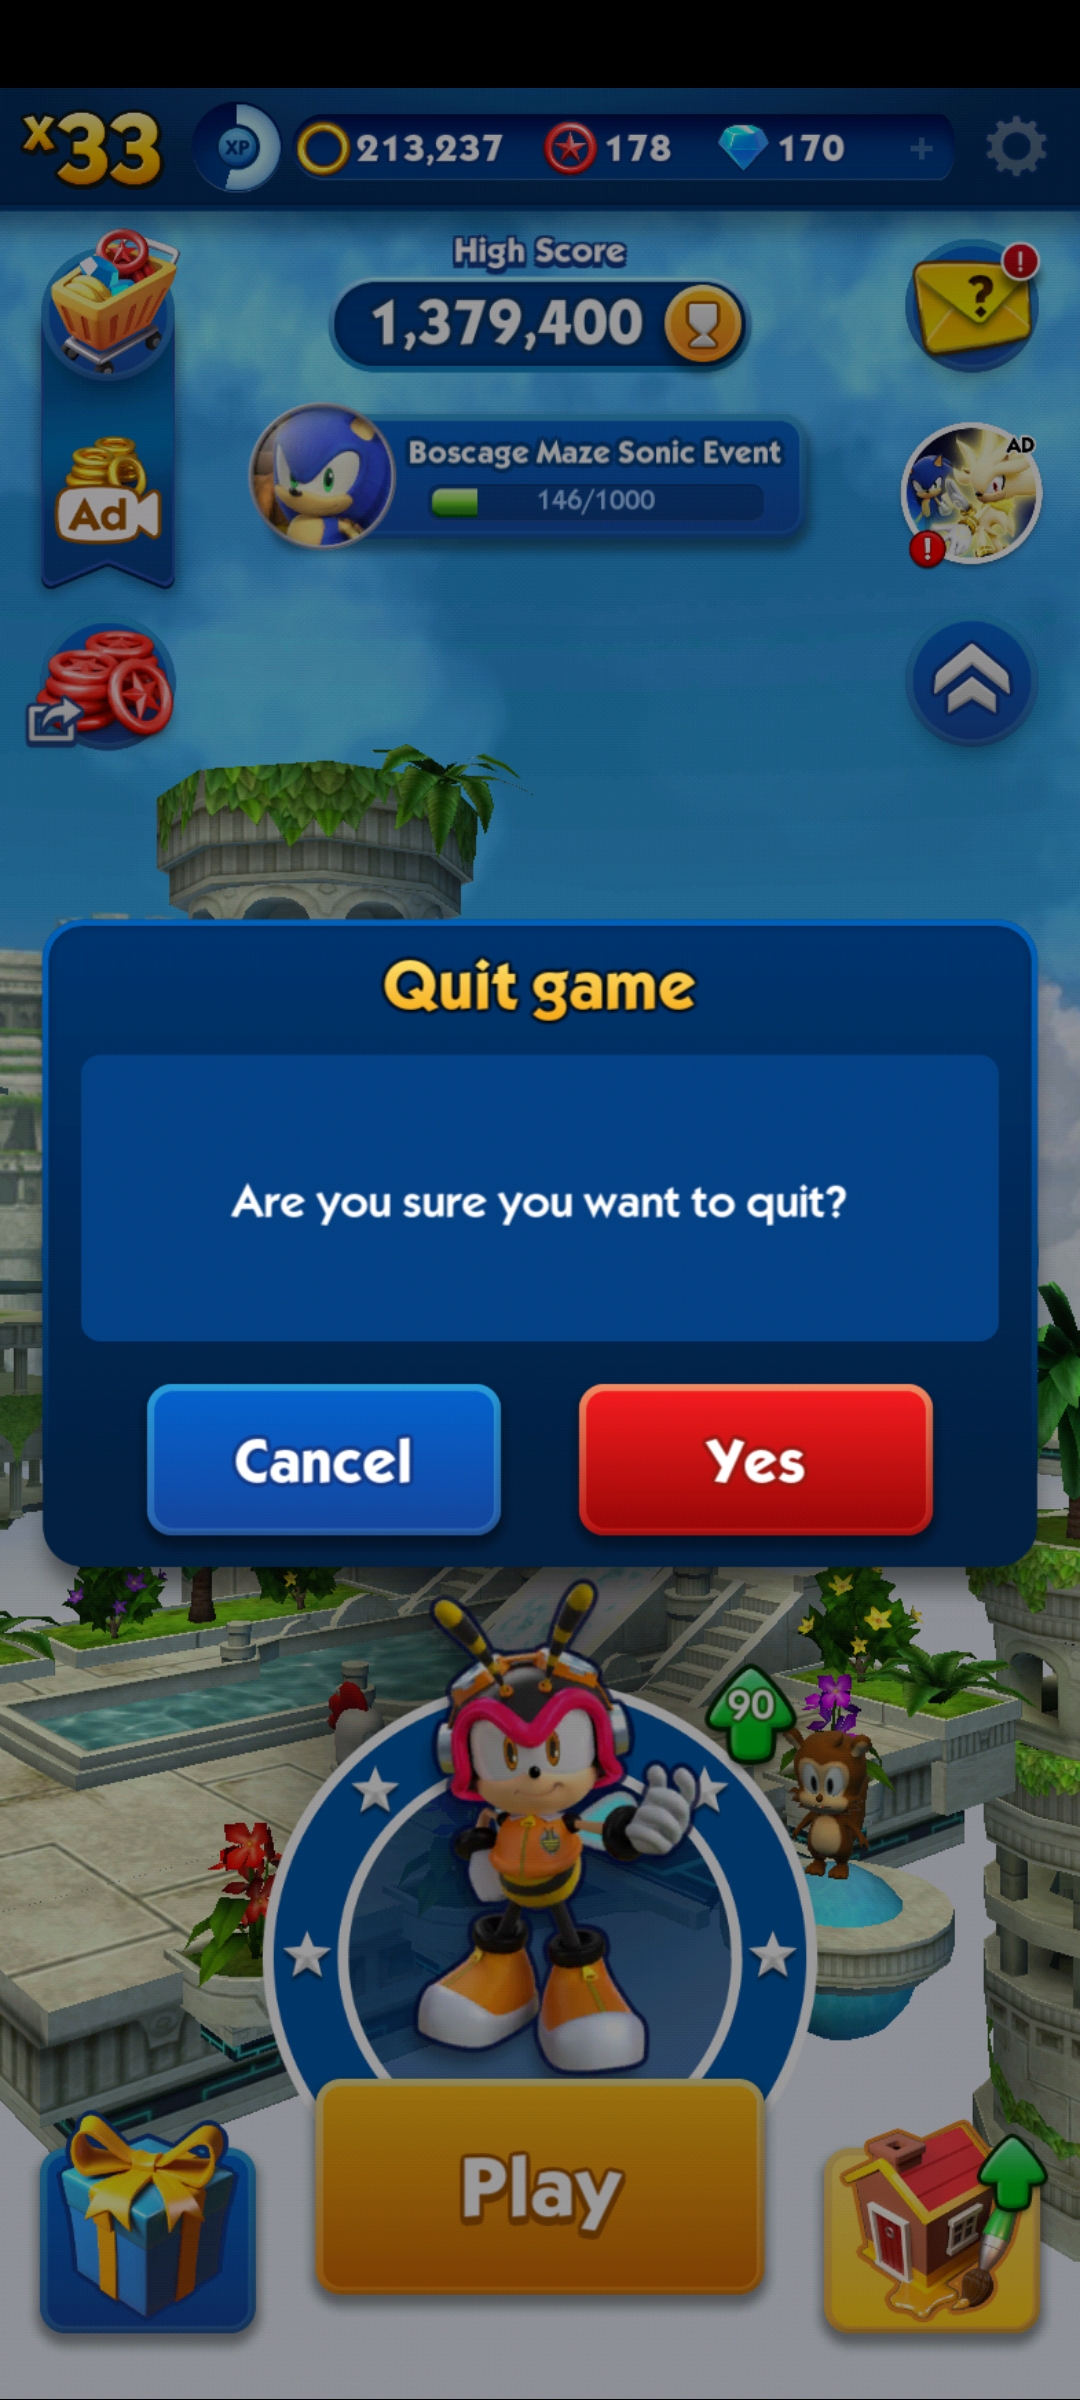 x33
XP
213,237
178
170
+
High Score
1,379,400
?
!
Boscage Maze Sonic Event
146/1000
AD
!
Ad
Quit game
Are you sure you want to quit?
Cancel
Yes
90
Play